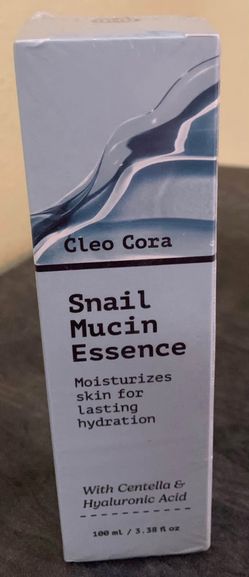 Cleo Cora
Snail
Mucin
Essence
Moisturizes
skin for
lasting
hydration
With Centella &
Hyaluronic Acid
100 ml / 3.38 fl oz